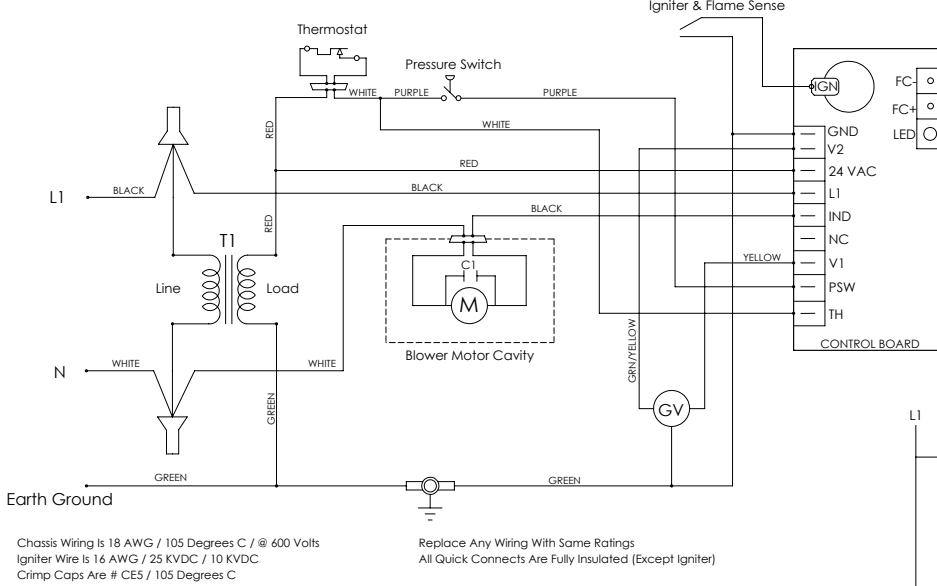 Igniter & Flame Sense
Thermostat
Pressure Switch
WHITE
PURPLE
PURPLE
WHITE
RED
RED
BLACK
BLACK
BLACK
RED
L1
T1
Line
Load
C1
M
Blower Motor Cavity
N
WHITE
WHITE
GREEN
GREEN
GREEN
Earth Ground
GRN/YELLOW
YELLOW
GV
IGN
FC-
FC+
LED
GND
V2
24 VAC
L1
IND
NC
V1
PSW
TH
CONTROL BOARD
L1
Chassis Wiring Is 18 AWG / 105 Degrees C / @ 600 Volts
Igniter Wire Is 16 AWG / 25 KVDC / 10 KVDC
Crimp Caps Are # CE5 / 105 Degrees C
Replace Any Wiring With Same Ratings
All Quick Connects Are Fully Insulated (Except Igniter)